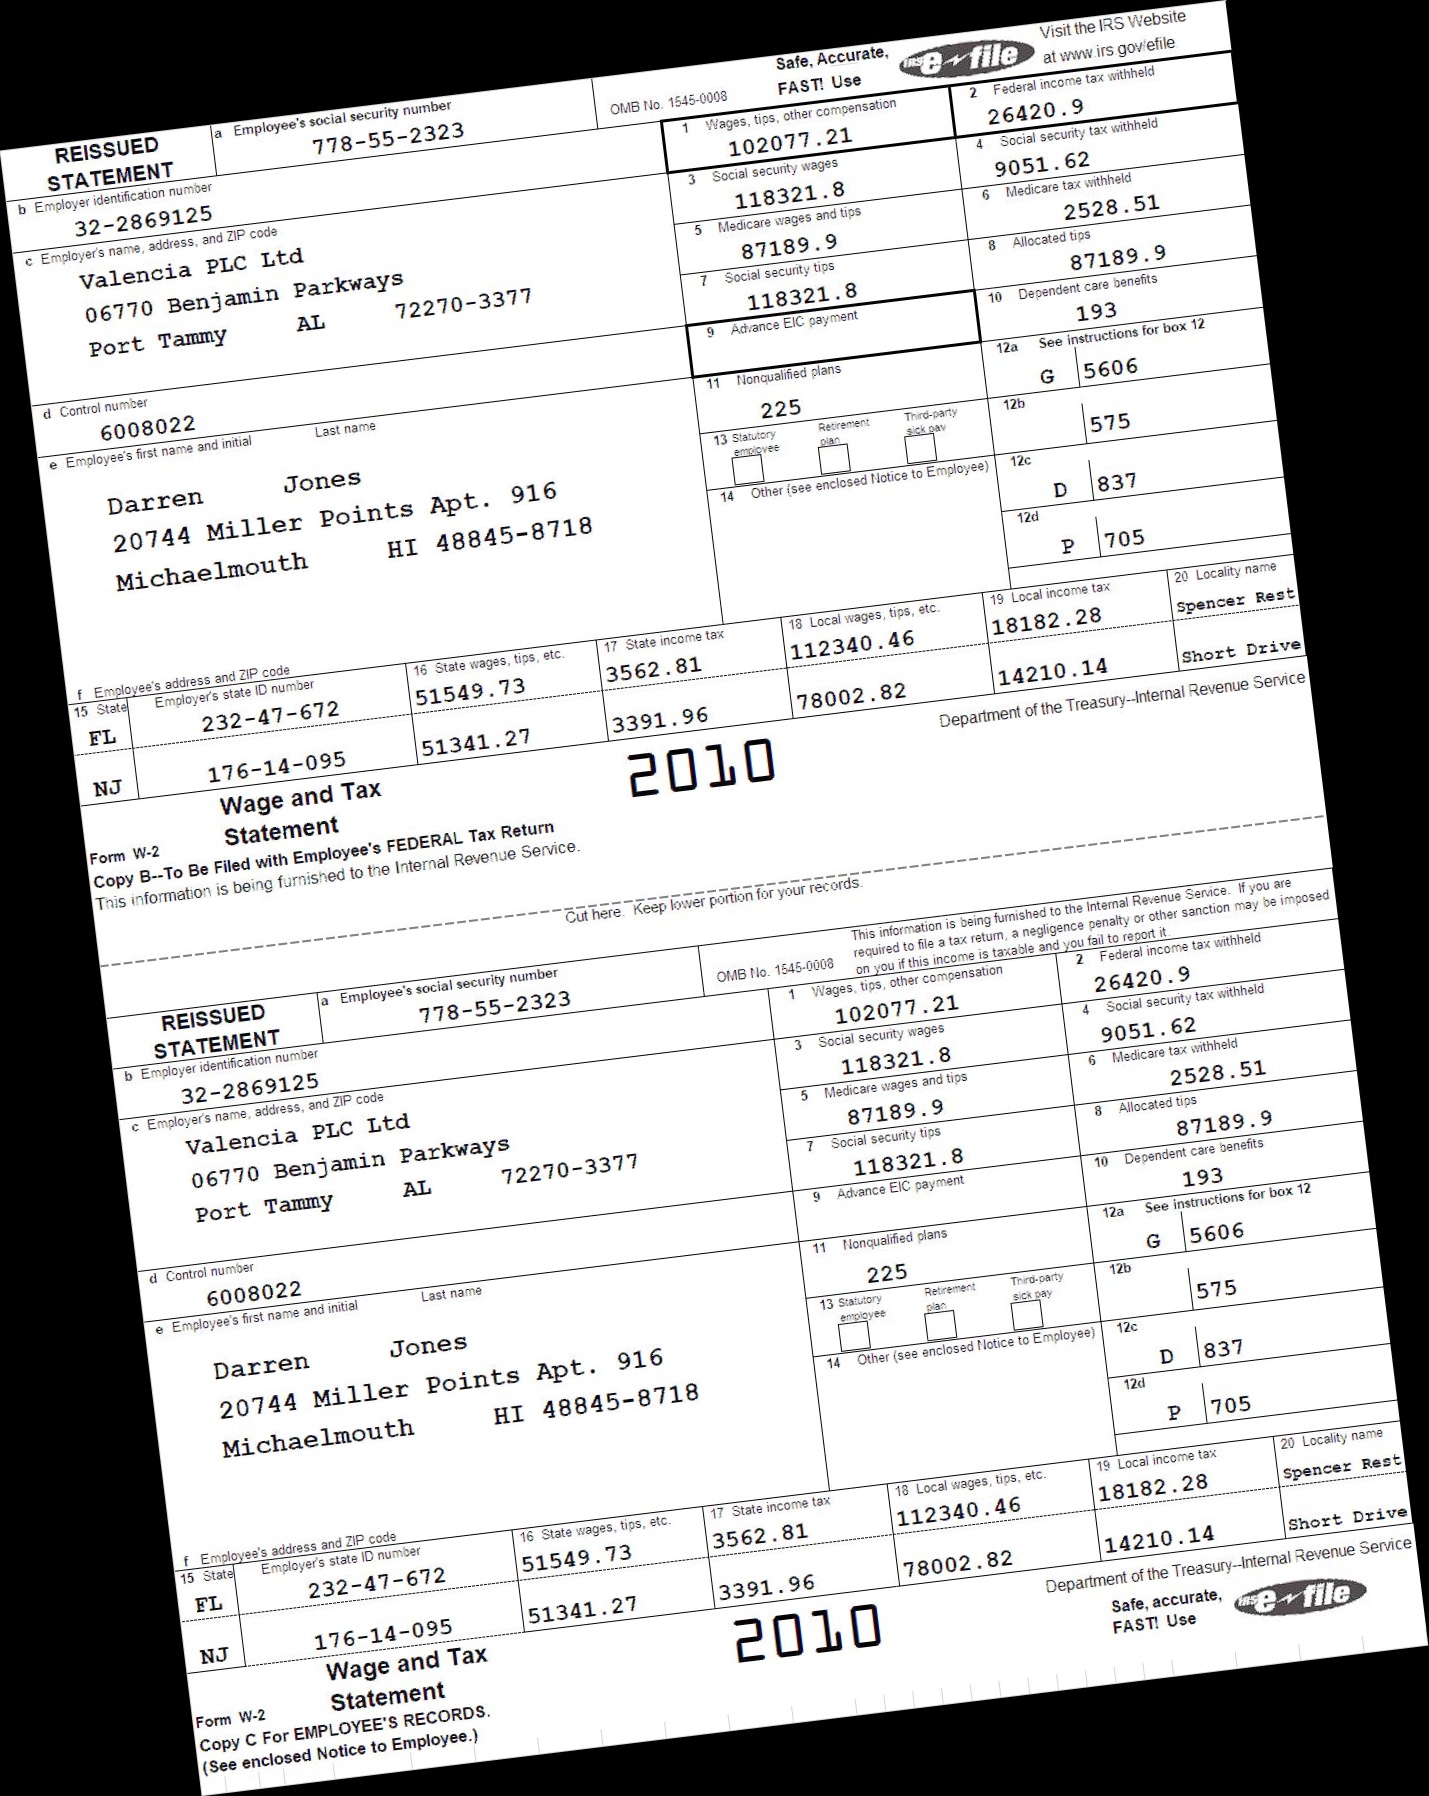 Safe, Accurate,
FAST! Use
IRS e~file
Visit the IRS Website
at www.irs.gov/efile
REISSUED
STATEMENT
a Employee's social security number
778-55-2323
OMB No. 1545-0008
1 Wages, tips, other compensation
102077.21
2 Federal income tax withheld
26420.9
b Employer identification number
32-2869125
3 Social security wages
118321.8
4 Social security tax withheld
9051.62
c Employer's name, address, and ZIP code
Valencia PLC Ltd
06770 Benjamin Parkways
Port Tammy AL 72270-3377
5 Medicare wages and tips
87189.9
6 Medicare tax withheld
2528.51
7 Social security tips
118321.8
8 Allocated tips
87189.9
9 Advance EIC payment
10 Dependent care benefits
193
d Control number
6008022
11 Nonqualified plans
225
12a See instructions for box 12
G 5606
e Employee's first name and initial Last name
Darren Jones
20744 Miller Points Apt. 916
Michaelmouth HI 48845-8718
13 Statutory employee Retirement plan Third-party sick pay
12b
575
14 Other (see enclosed Notice to Employee)
12c
D 837
12d
P 705
f Employee's address and ZIP code
15 State Employer's state ID number
16 State wages, tips, etc.
17 State income tax
18 Local wages, tips, etc.
19 Local income tax
20 Locality name
FL 232-47-672 51549.73 3562.81 112340.46 18182.28 Spencer Rest
NJ 176-14-095 51341.27 3391.96 78002.82 14210.14 Short Drive
Wage and Tax
Statement
2010
Department of the Treasury--Internal Revenue Service
Form W-2
Copy B--To Be Filed with Employee's FEDERAL Tax Return
This information is being furnished to the Internal Revenue Service.
Cut here. Keep lower portion for your records.
This information is being furnished to the Internal Revenue Service. If you are
required to file a tax return, a negligence penalty or other sanction may be imposed
on you if this income is taxable and you fail to report it.
REISSUED
STATEMENT
a Employee's social security number
778-55-2323
OMB No. 1545-0008
1 Wages, tips, other compensation
102077.21
2 Federal income tax withheld
26420.9
b Employer identification number
32-2869125
3 Social security wages
118321.8
4 Social security tax withheld
9051.62
c Employer's name, address, and ZIP code
Valencia PLC Ltd
06770 Benjamin Parkways
Port Tammy AL 72270-3377
5 Medicare wages and tips
87189.9
6 Medicare tax withheld
2528.51
7 Social security tips
118321.8
8 Allocated tips
87189.9
9 Advance EIC payment
10 Dependent care benefits
193
d Control number
6008022
11 Nonqualified plans
225
12a See instructions for box 12
G 5606
e Employee's first name and initial Last name
Darren Jones
20744 Miller Points Apt. 916
Michaelmouth HI 48845-8718
13 Statutory employee Retirement plan Third-party sick pay
12b
575
14 Other (see enclosed Notice to Employee)
12c
D 837
12d
P 705
f Employee's address and ZIP code
15 State Employer's state ID number
16 State wages, tips, etc.
17 State income tax
18 Local wages, tips, etc.
19 Local income tax
20 Locality name
FL 232-47-672 51549.73 3562.81 112340.46 18182.28 Spencer Rest
NJ 176-14-095 51341.27 3391.96 78002.82 14210.14 Short Drive
Wage and Tax
Statement
2010
Department of the Treasury--Internal Revenue Service
Safe, accurate,
FAST! Use
IRS e~file
Form W-2
Copy C For EMPLOYEE'S RECORDS.
(See enclosed Notice to Employee.)